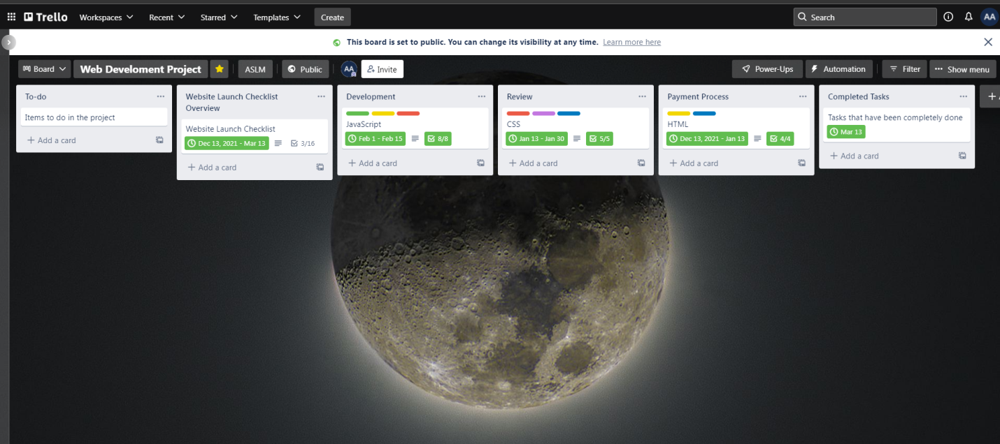 Trello
Workspaces
Recent
Starred
Templates
Create
Search
AA
This board is set to public. You can change its visibility at any time. Learn more here
Board
Web Develoment Project
ASLM
Public
AA
Invite
Power-Ups
Automation
Filter
Show menu
To-do
Items to do in the project
+ Add a card
Website Launch Checklist
Overview
Website Launch Checklist
Dec 13, 2021 - Mar 13
3/16
+ Add a card
Development
JavaScript
Feb 1 - Feb 15
8/8
+ Add a card
Review
CSS
Jan 13 - Jan 30
5/5
+ Add a card
Payment Process
HTML
Dec 13, 2021 - Jan 13
4/4
+ Add a card
Completed Tasks
Tasks that have been completely done
Mar 13
+ Add a card